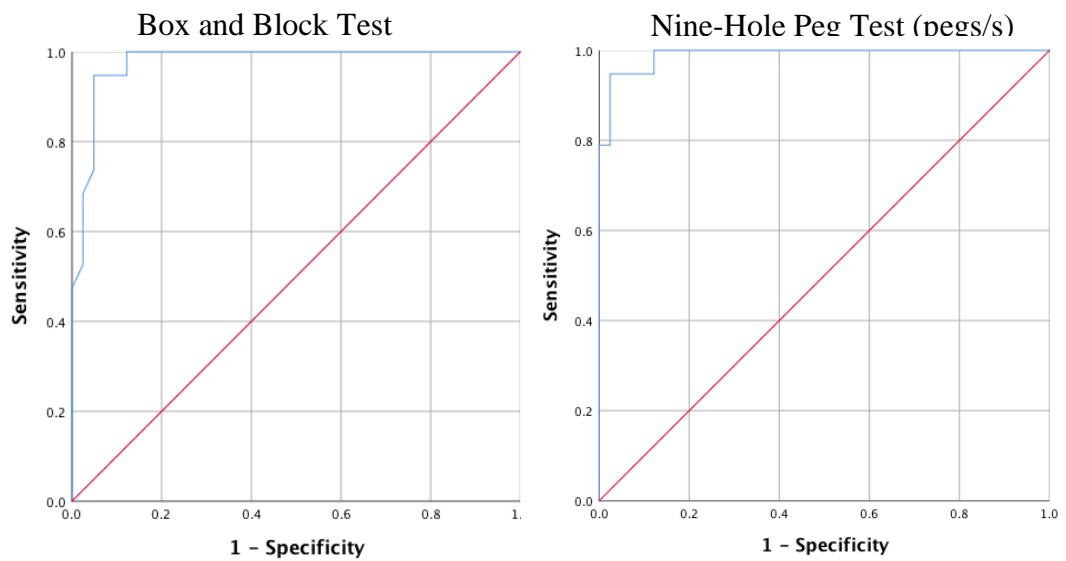 Box and Block Test
1.0
0.8
0.6
0.4
0.2
0.0
Sensitivity
0.0 0.2 0.4 0.6 0.8 1.
1 – Specificity
Nine-Hole Peg Test (pegs/s)
1.0
0.8
0.6
0.4
0.2
0.0
Sensitivity
0.0 0.2 0.4 0.6 0.8 1.0
1 – Specificity